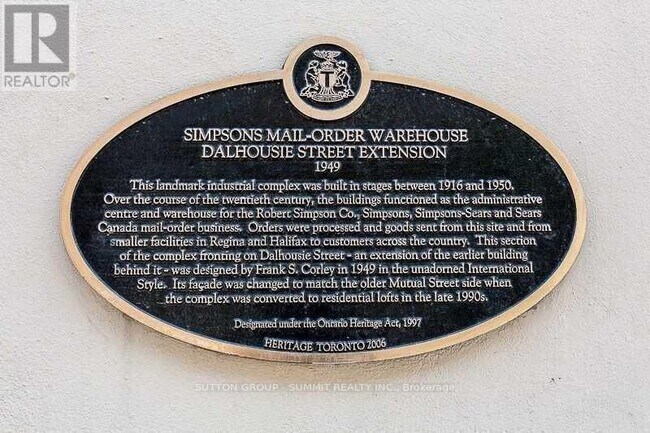 REALTOR
T
SIMPSONS MAIL-ORDER WAREHOUSE
DALHOUSIE STREET EXTENSION
1949
This landmark industrial complex was built in stages between 1916 and 1950.
Over the course of the twentieth century, the buildings functioned as the administrative
centre and warehouse for the Robert Simpson Co., Simpsons, Simpsons-Sears and Sears
Canada mail-order business. Orders were processed and goods sent from this site and from
smaller facilities in Regina and Halifax to customers across the country. This section
of the complex fronting on Dalhousie Street - an extension of the earlier building
behind it - was designed by Frank S. Corley in 1949 in the unadorned International
Style. Its façade was changed to match the older Mutual Street side when
the complex was converted to residential lofts in the late 1990s.
Designated under the Ontario Heritage Act, 1997
HERITAGE TORONTO 2006
SUTTON GROUP - SUMMIT REALTY INC., Brokerage